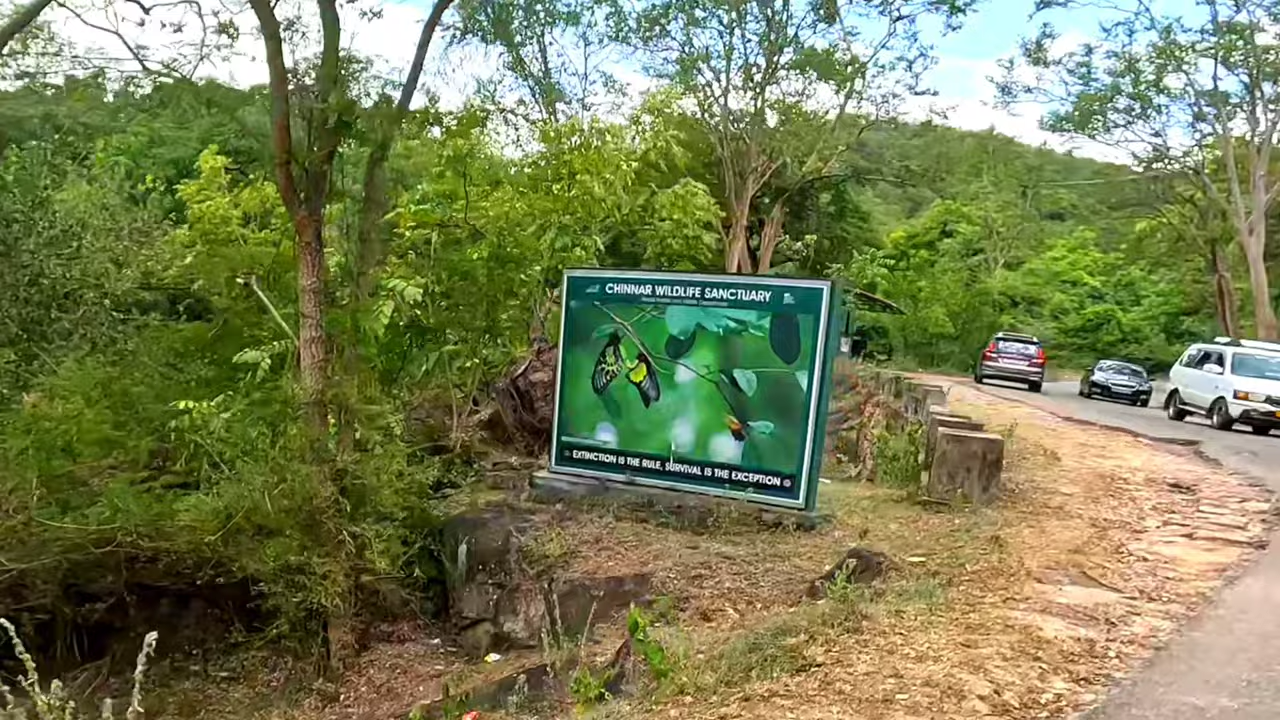 CHINNAR WILDLIFE SANCTUARY
EXTINCTION IS THE RULE, SURVIVAL IS THE EXCEPTION